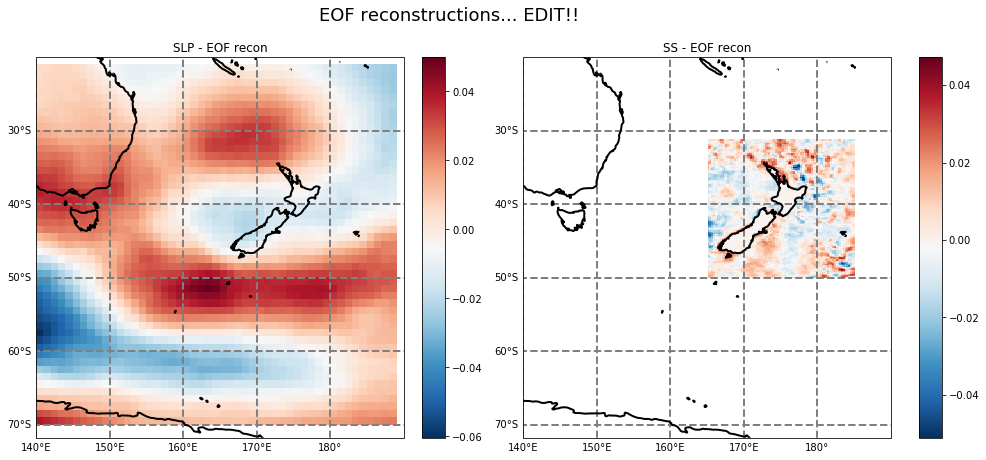 EOF reconstructions... EDIT!!
SLP - EOF recon
30°S
40°S
50°S
60°S
70°S
140°E 150°E 160°E 170°E 180°
0.04
0.02
0.00
−0.02
−0.04
−0.06
SS - EOF recon
30°S
40°S
50°S
60°S
70°S
140°E 150°E 160°E 170°E 180°
0.04
0.02
0.00
−0.02
−0.04